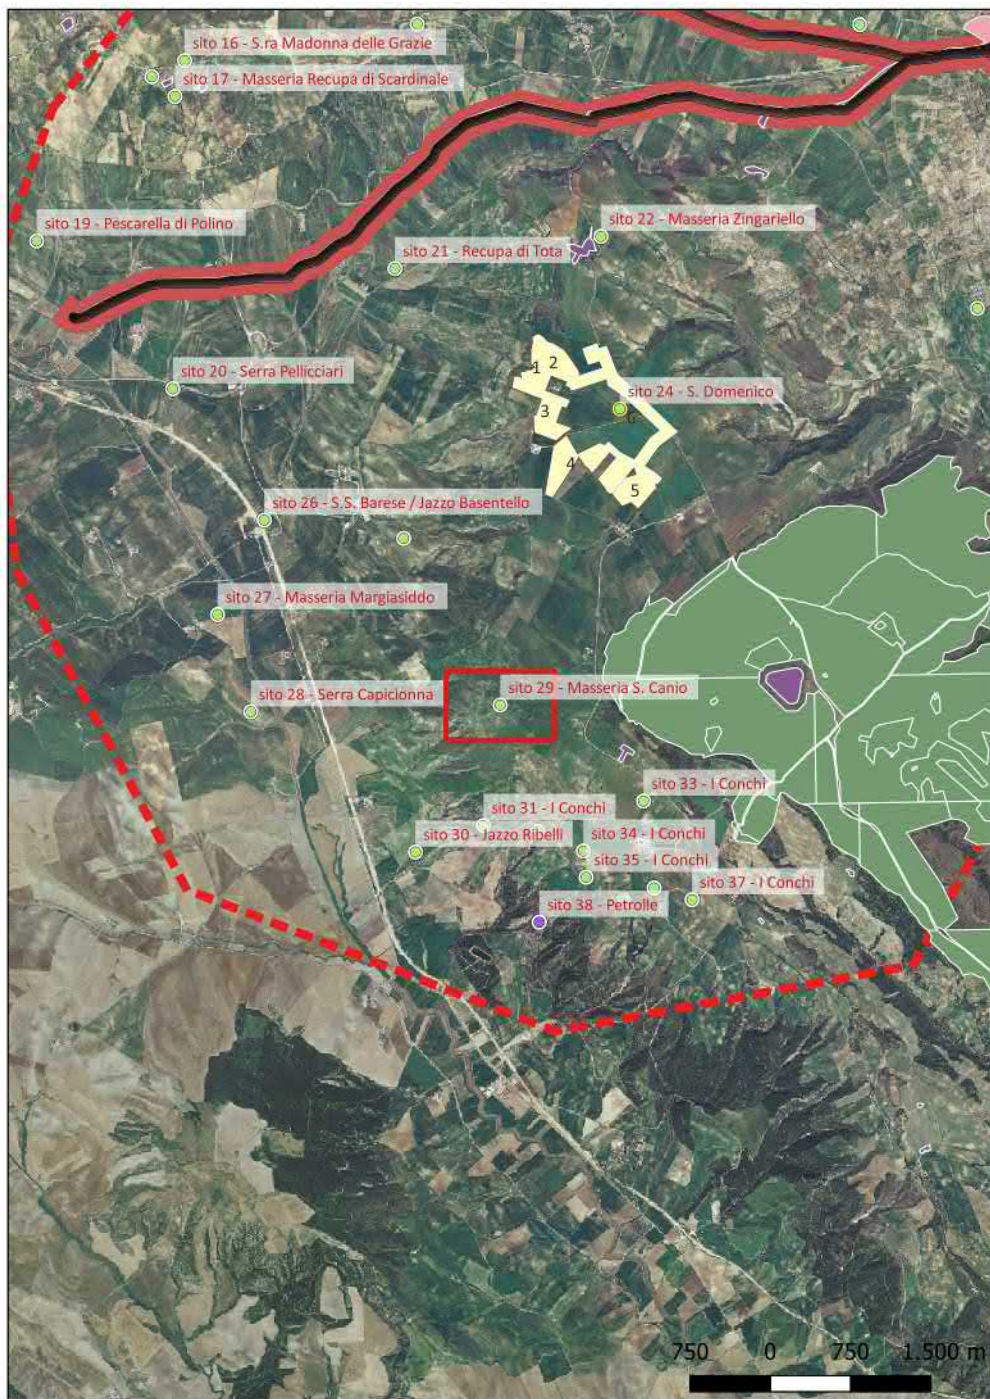 sito 16 - S.ra Madonna delle Grazie
sito 17 - Masseria Recupa di Scardinale
sito 19 - Pescarella di Polino
sito 22 - Masseria Zingariello
sito 21 - Recupa di Tota
1
2
sito 20 - Serra Pellicciari
sito 24 - S. Domenico
3
6
4
5
sito 26 - S.S. Barese / Jazzo Basentello
sito 27 - Masseria Margiasiddo
sito 28 - Serra Capicionna
sito 29 - Masseria S. Canio
sito 33 - I Conchi
sito 31 - I Conchi
sito 30 - Jazzo Ribelli
sito 34 - I Conchi
sito 35 - I Conchi
sito 37 - I Conchi
sito 38 - Petrolle
750 0 750 1.500 m